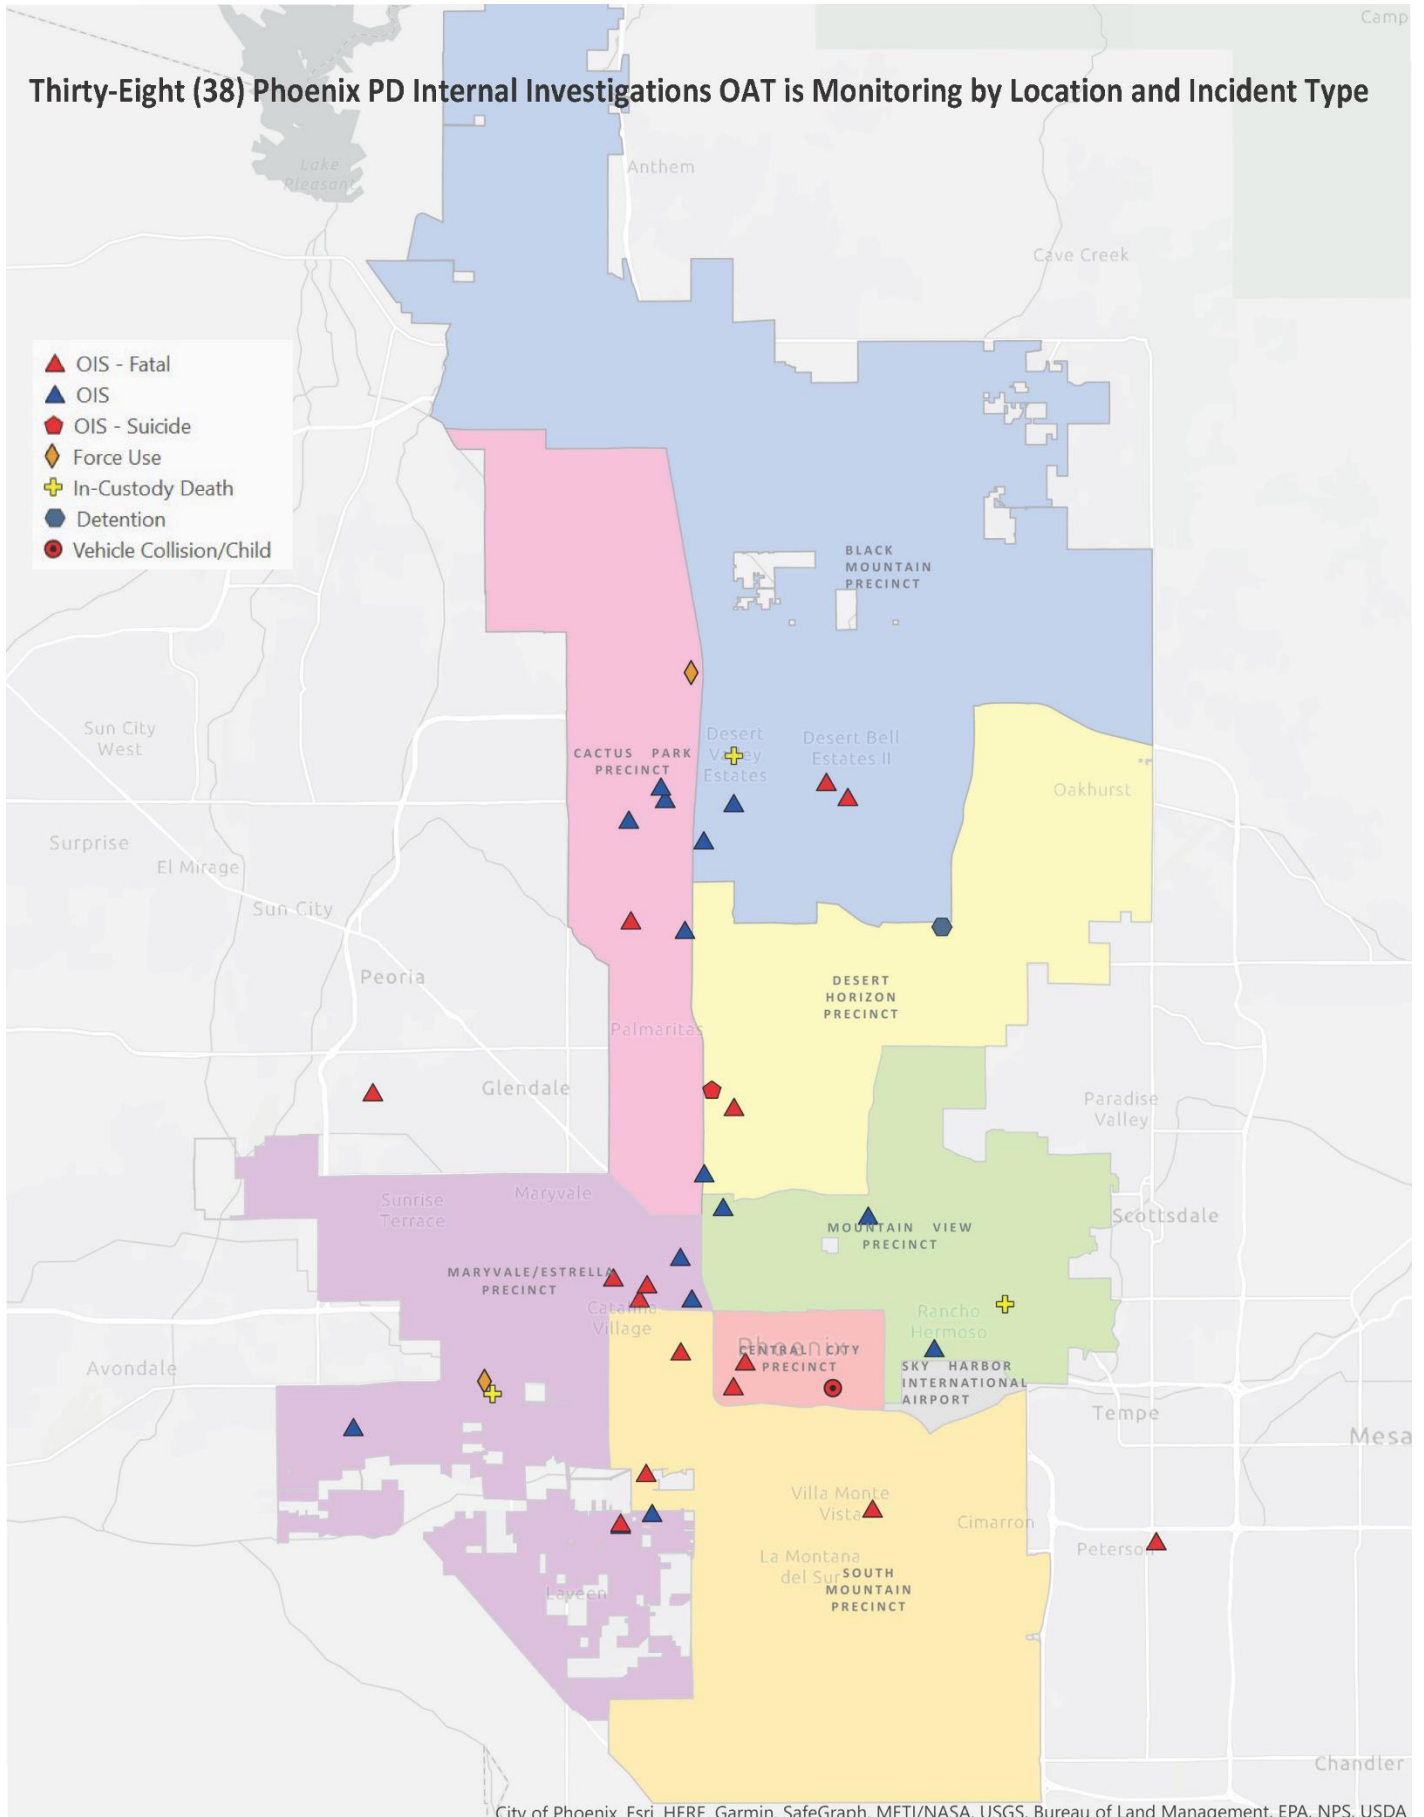 Camp
Thirty-Eight (38) Phoenix PD Internal Investigations OAT is Monitoring by Location and Incident Type
Lake
Pleasant
Anthem
Cave Creek
OIS - Fatal
OIS
OIS - Suicide
Force Use
In-Custody Death
Detention
Vehicle Collision/Child
BLACK
MOUNTAIN
PRECINCT
Sun City
West
CACTUS PARK
PRECINCT
Desert
Valley
Estates
Desert Bell
Estates II
Oakhurst
Surprise
El Mirage
Sun City
Peoria
DESERT
HORIZON
PRECINCT
Palmaritas
Glendale
Paradise
Valley
Sunrise
Terrace
Maryvale
Scottsdale
MOUNTAIN VIEW
PRECINCT
MARYVALE/ESTRELLA
PRECINCT
Catalina
Village
Rancho
Hermoso
Phoenix
CENTRAL CITY
PRECINCT
SKY HARBOR
INTERNATIONAL
AIRPORT
Avondale
Tempe
Mesa
Villa Monte
Vista
Cimarron
Peterson
La Montana
del Sur
SOUTH
MOUNTAIN
PRECINCT
Laveen
Chandler
City of Phoenix, Esri, HERE, Garmin, SafeGraph, METI/NASA, USGS, Bureau of Land Management, EPA, NPS, USDA